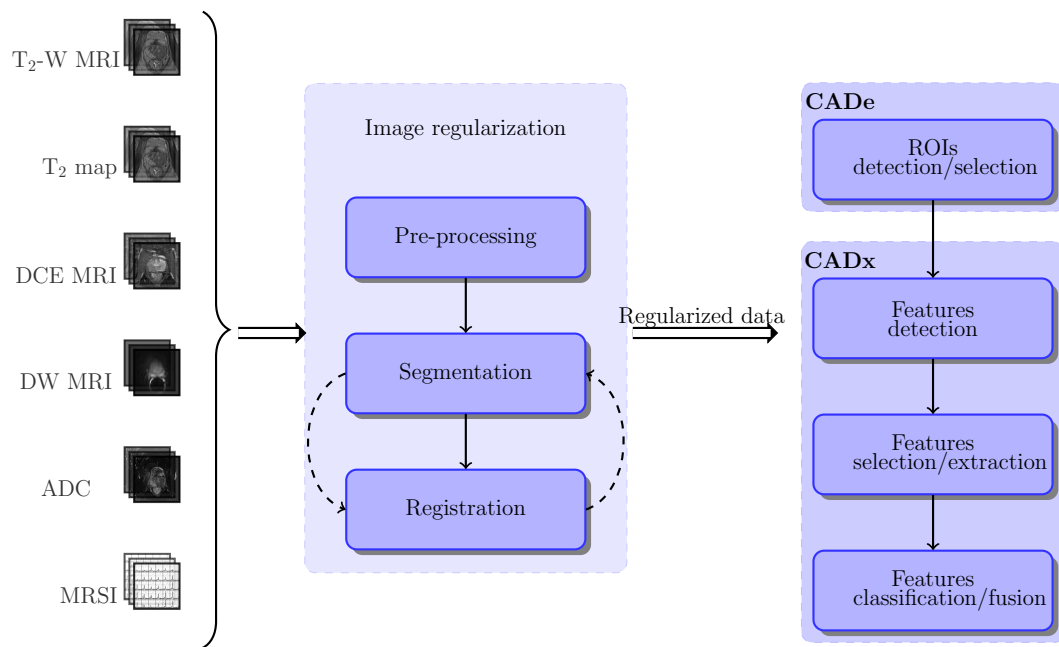 T₂-W MRI
T₂ map
DCE MRI
DW MRI
ADC
MRSI
Image regularization
Pre-processing
Segmentation
Registration
Regularized data
CADe
ROIs
detection/selection
CADx
Features
detection
Features
selection/extraction
Features
classification/fusion